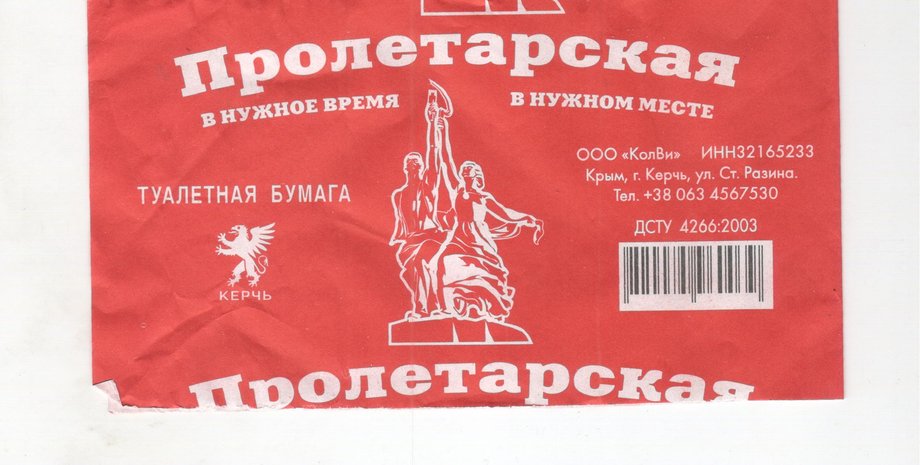 Пролетарская
В НУЖНОЕ ВРЕМЯ В НУЖНОМ МЕСТЕ
ООО «КолВи» ИНН32165233
Крым, г. Керчь, ул. Ст. Разина.
Тел. +38 063 4567530
ТУАЛЕТНАЯ БУМАГА
ДСТУ 4266:2003
КЕРЧЬ
Пролетарская